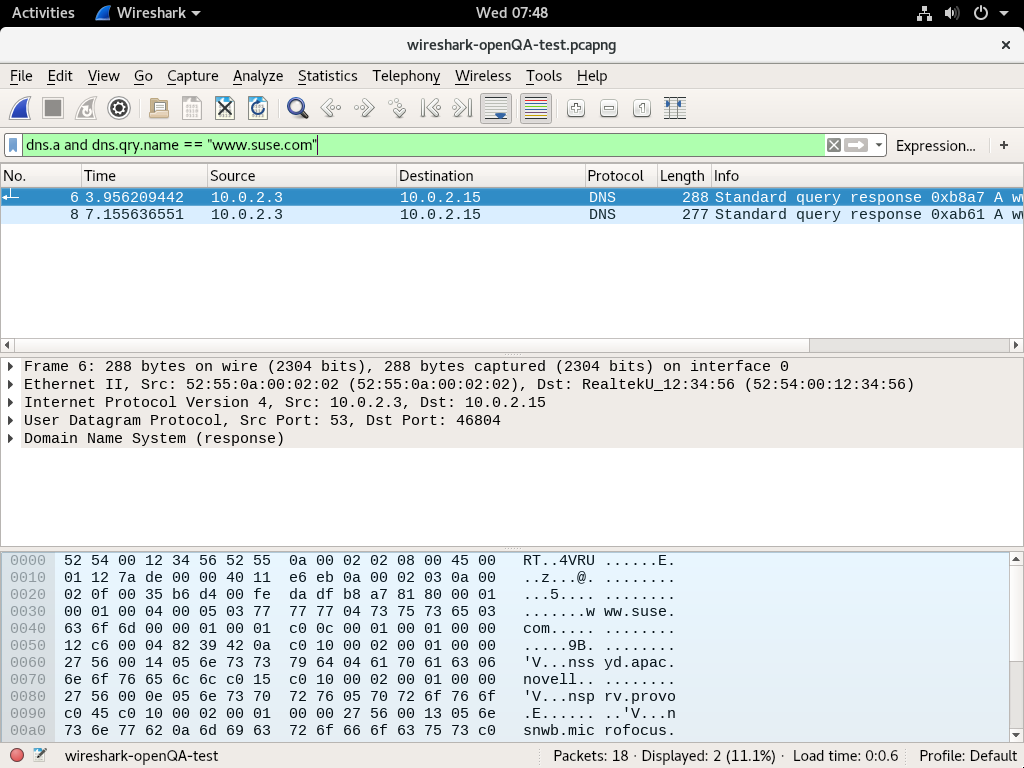 Activities Wireshark Wed 07:48
wireshark-openQA-test.pcapng
File Edit View Go Capture Analyze Statistics Telephony Wireless Tools Help
dns.a and dns.qry.name == "www.suse.com" Expression... +
No. Time Source Destination Protocol Length Info
6 3.956209442 10.0.2.3 10.0.2.15 DNS 288 Standard query response 0xb8a7 A w
8 7.155636551 10.0.2.3 10.0.2.15 DNS 277 Standard query response 0xab61 A w
Frame 6: 288 bytes on wire (2304 bits), 288 bytes captured (2304 bits) on interface 0
Ethernet II, Src: 52:55:0a:00:02:02 (52:55:0a:00:02:02), Dst: RealtekU_12:34:56 (52:54:00:12:34:56)
Internet Protocol Version 4, Src: 10.0.2.3, Dst: 10.0.2.15
User Datagram Protocol, Src Port: 53, Dst Port: 46804
Domain Name System (response)
0000 52 54 00 12 34 56 52 55 0a 00 02 02 08 00 45 00 RT..4VRU ......E.
0010 01 12 7a de 00 00 40 11 e6 eb 0a 00 02 03 0a 00 ..z...@. ........
0020 02 0f 00 35 b6 d4 00 fe da df b8 a7 81 80 00 01 ...5.... ........
0030 00 01 00 04 00 05 03 77 77 77 04 73 75 73 65 03 .......w ww.suse.
0040 63 6f 6d 00 00 01 00 01 c0 0c 00 01 00 01 00 00 com..... ........
0050 12 c6 00 04 82 39 42 0a c0 10 00 02 00 01 00 00 .....9B. ........
0060 27 56 00 14 05 6e 73 73 79 64 04 61 70 61 63 06 'V...nss yd.apac.
0070 6e 6f 76 65 6c 6c c0 15 c0 10 00 02 00 01 00 00 novell.. ........
0080 27 56 00 0e 05 6e 73 70 72 76 05 70 72 6f 76 6f 'V...nsp rv.provo
0090 c0 45 c0 10 00 02 00 01 00 00 27 56 00 13 05 6e .E...... ..'V...n
00a0 73 6e 77 62 0a 6d 69 63 72 6f 66 6f 63 75 73 c0 snwb.mic rofocus.
wireshark-openQA-test Packets: 18 · Displayed: 2 (11.1%) · Load time: 0:0.6 Profile: Default